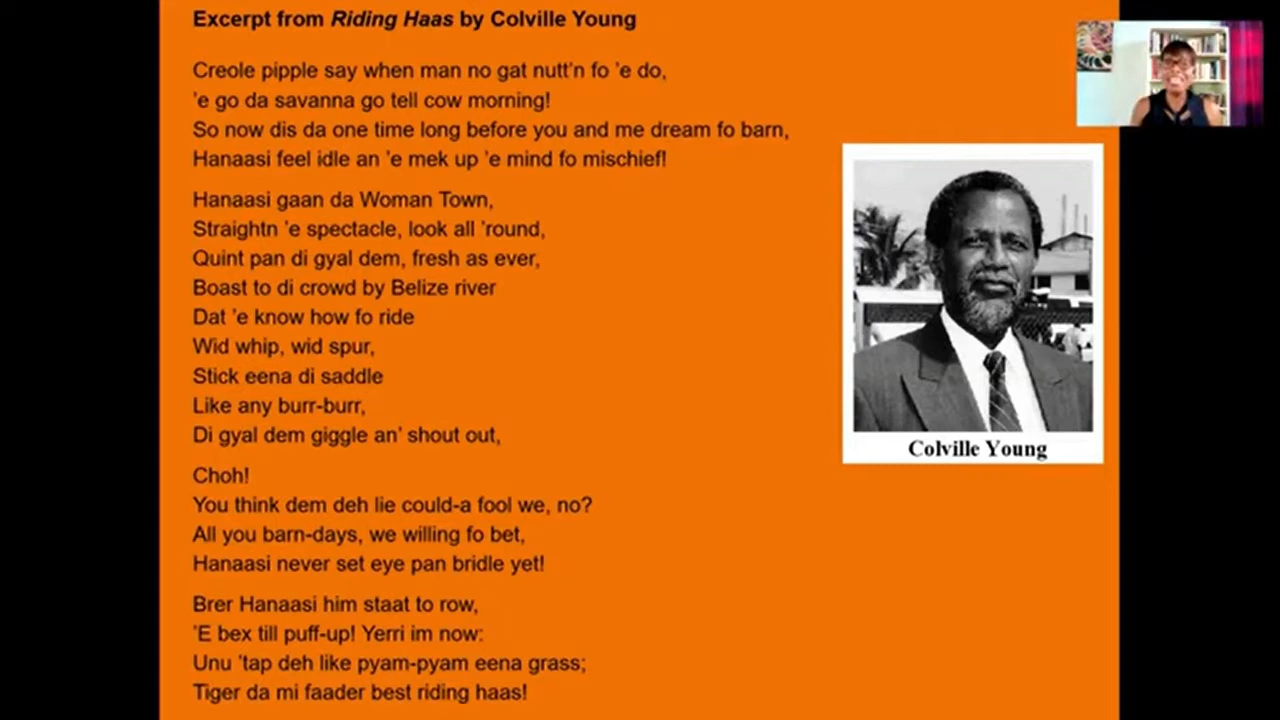 Excerpt from Riding Haas by Colville Young
Creole pipple say when man no gat nutt'n fo 'e do,
'e go da savanna go tell cow morning!
So now dis da one time long before you and me dream fo barn,
Hanaasi feel idle an 'e mek up 'e mind fo mischief!
Hanaasi gaan da Woman Town,
Straightn 'e spectacle, look all 'round,
Quint pan di gyal dem, fresh as ever,
Boast to di crowd by Belize river
Dat 'e know how fo ride
Wid whip, wid spur,
Stick eena di saddle
Like any burr-burr,
Di gyal dem giggle an' shout out,
Choh!
You think dem deh lie could-a fool we, no?
All you barn-days, we willing fo bet,
Hanaasi never set eye pan bridle yet!
Brer Hanaasi him staat to row,
'E bex till puff-up! Yerri im now:
Unu 'tap deh like pyam-pyam eena grass;
Tiger da mi faader best riding haas!
Colville Young